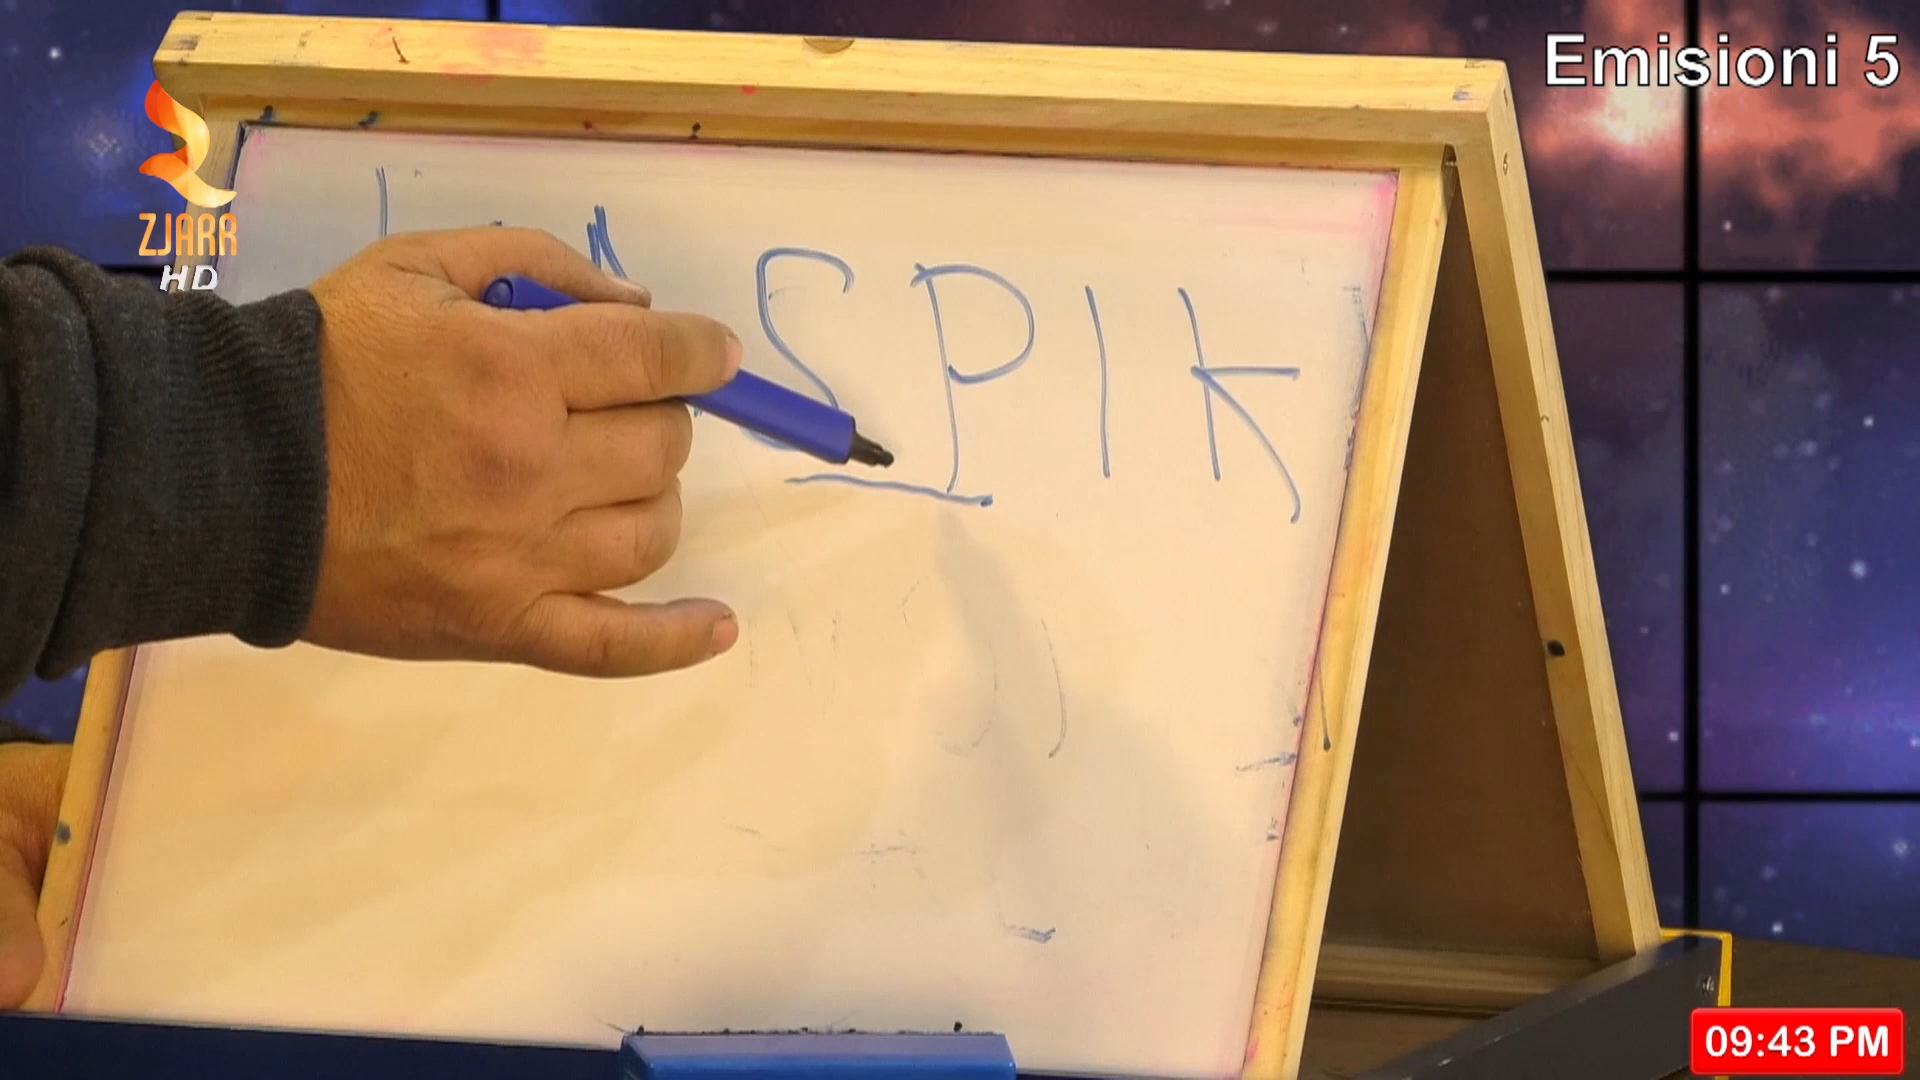 Emisioni 5
ZJARR
HD
SPIK
09:43 PM